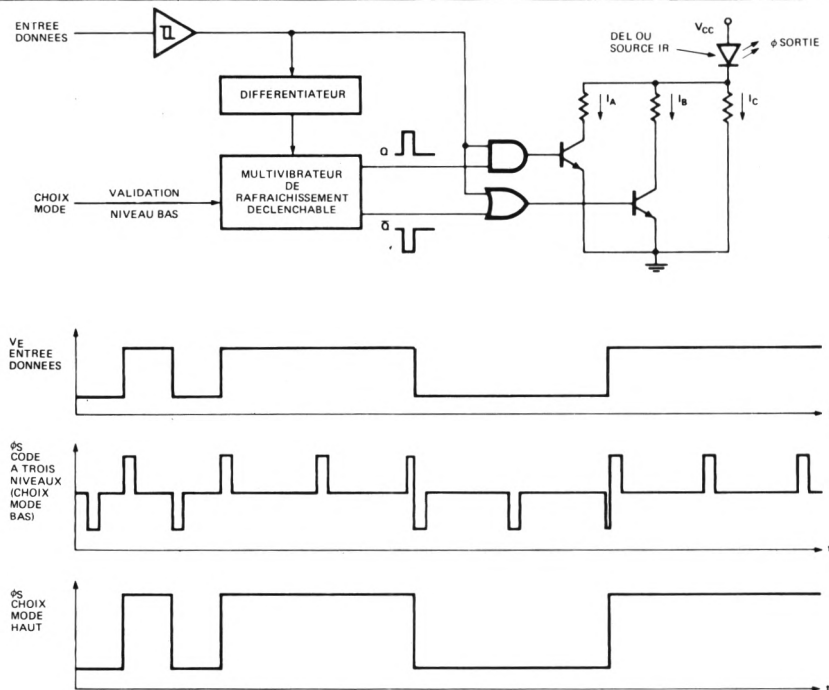 ENTREE
DONNEES
DIFFERENTIATEUR
CHOIX
MODE
VALIDATION
NIVEAU BAS
MULTIVIBRATEUR
DE
RAFRAICHISSEMENT
DECLENCHABLE
Q
Q̄
VCC
DEL OU
SOURCE IR
ϕ SORTIE
IA
IB
IC
VE
ENTREE
DONNEES
t
ϕS
CODE
A TROIS
NIVEAUX
(CHOIX
MODE
BAS)
t
ϕS
CHOIX
MODE
HAUT
t